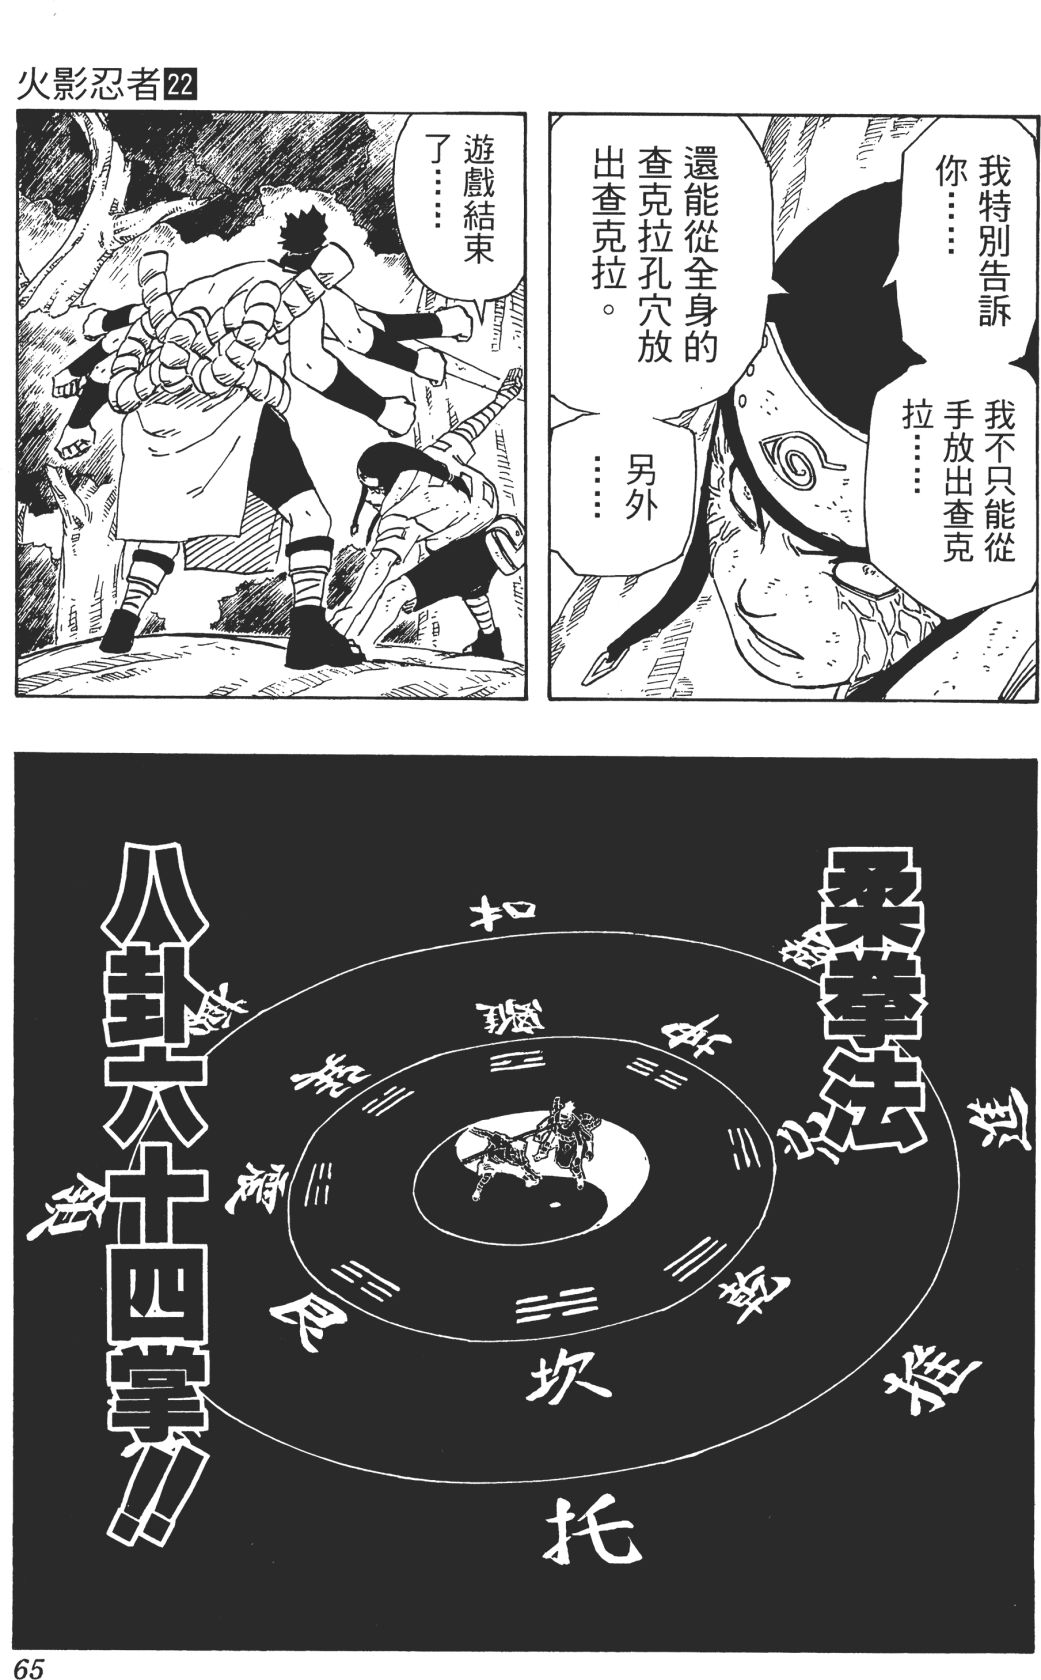 火影忍者22
我特別告訴
你……
我不只能從
手放出查克
拉……
還能從全身的
查克拉孔穴放
出查克拉。
另外
……
遊戲結束
了……
柔拳法
八卦六十四掌!!
扣
離
坤
兌
進
巽
震
艮
坎
乾
推
托
65